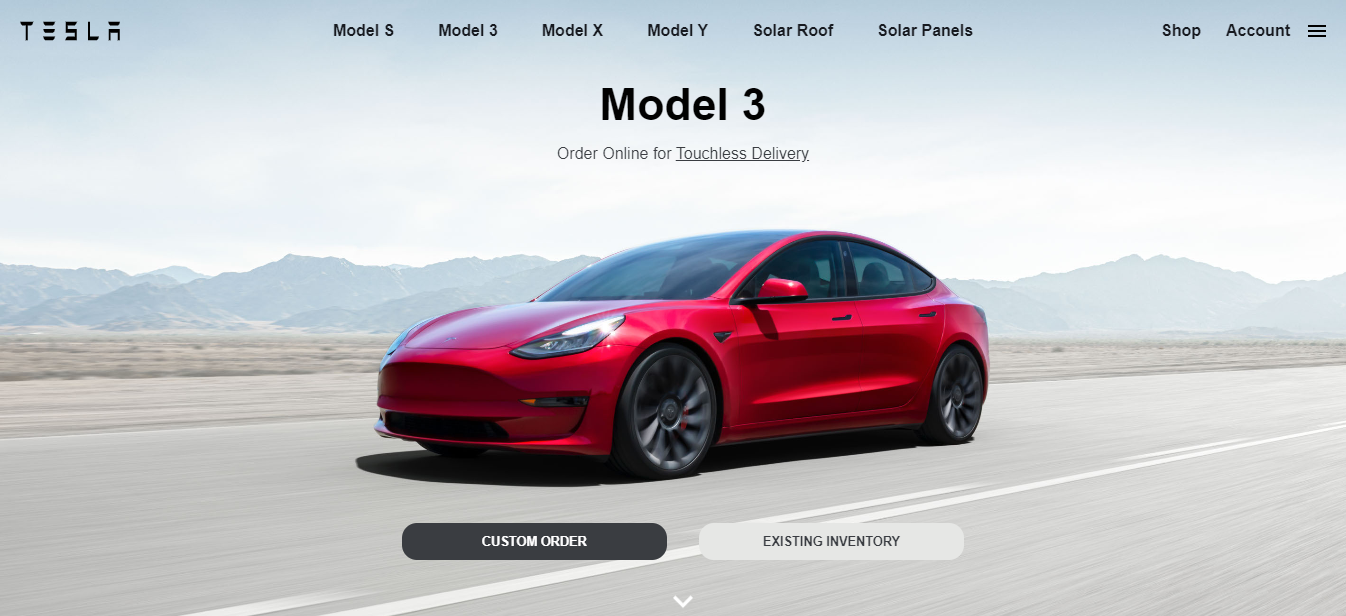 TESLA Model S Model 3 Model X Model Y Solar Roof Solar Panels Shop Account
Model 3
Order Online for Touchless Delivery
CUSTOM ORDER EXISTING INVENTORY